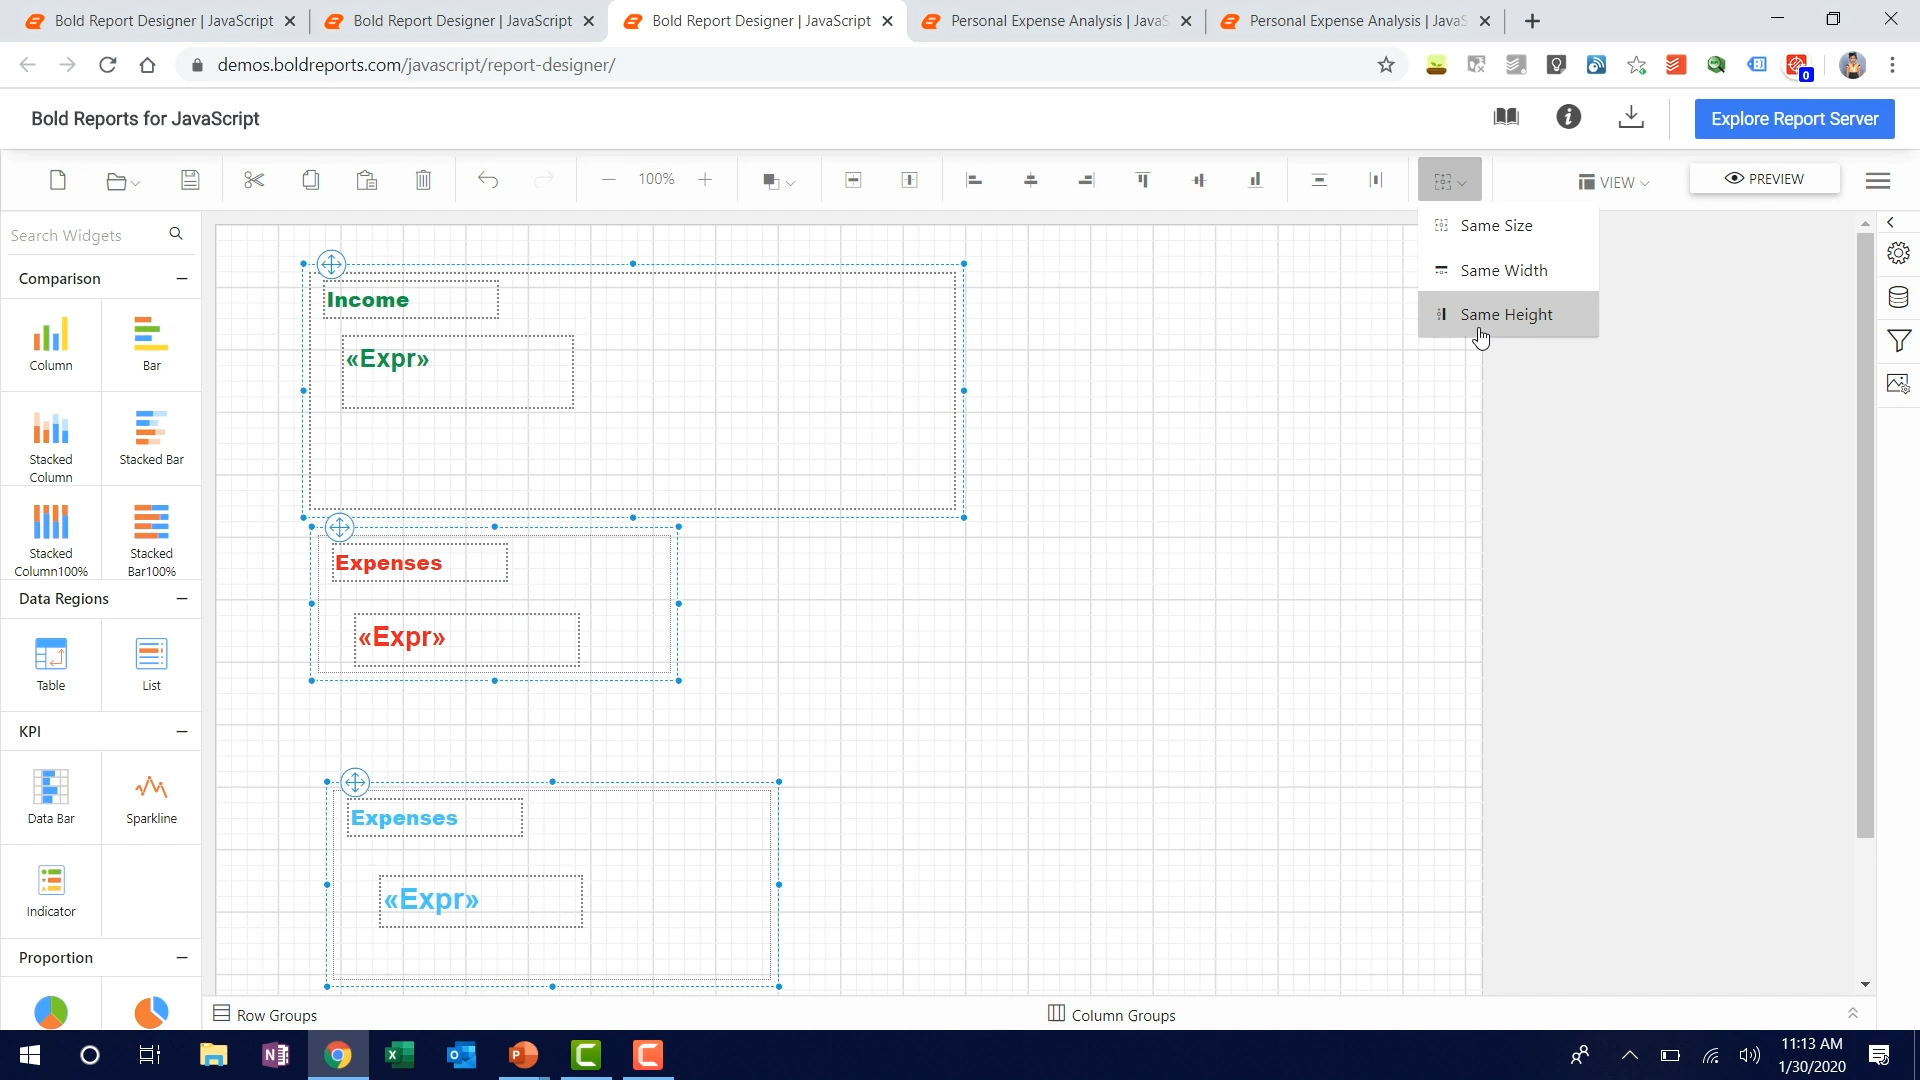 Bold Report Designer | JavaScript
Bold Report Designer | JavaScript
Bold Report Designer | JavaScript
Personal Expense Analysis | JavaS
Personal Expense Analysis | JavaS
demos.boldreports.com/javascript/report-designer/
0
Bold Reports for JavaScript
Explore Report Server
100%
VIEW
PREVIEW
Search Widgets
Same Size
Same Width
Same Height
Comparison
Column
Bar
Stacked Column
Stacked Bar
Stacked Column100%
Stacked Bar100%
Data Regions
Table
List
KPI
Data Bar
Sparkline
Indicator
Proportion
Income
«Expr»
Expenses
«Expr»
Expenses
«Expr»
Row Groups
Column Groups
11:13 AM
1/30/2020